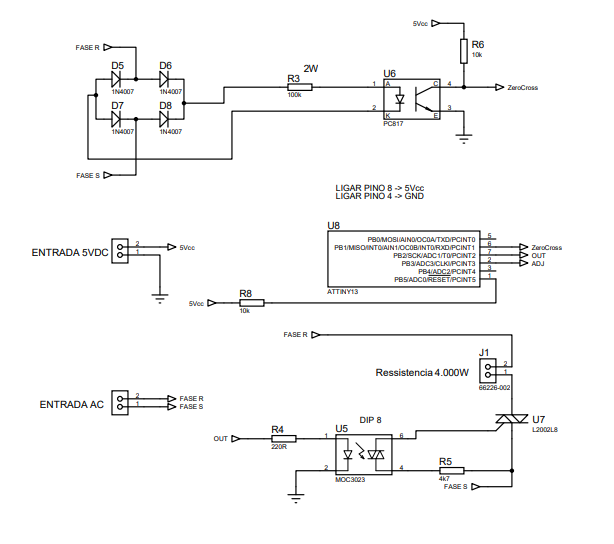 5Vcc
FASE R
R6
10k
D5
D6
2W
R3
U6
1N4007
1N4007
100k
1
A
C
4
ZeroCross
D7
D8
2
K
E
3
1N4007
1N4007
PC817
FASE S
LIGAR PINO 8 -> 5Vcc
LIGAR PINO 4 -> GND
U8
PB0/MOSI/AIN0/OC0A/TXD/PCINT0
5
PB1/MISO/INT0/AIN1/OC0B/INT0/RXD/PCINT1
6
ZeroCross
PB2/SCK/ADC1/T0/PCINT2
7
OUT
PB3/ADC3/CLKI/PCINT3
2
ADJ
PB4/ADC2/PCINT4
3
PB5/ADC0/RESET/PCINT5
1
ATTINY13
ENTRADA 5VDC
2
1
5Vcc
R8
5Vcc
10k
FASE R
J1
2
1
Ressistencia 4.000W
66226-002
ENTRADA AC
2
1
FASE R
FASE S
DIP 8
U7
L2002L8
R4
U5
OUT
220R
1
6
2
4
MOC3023
R5
4k7
FASE S